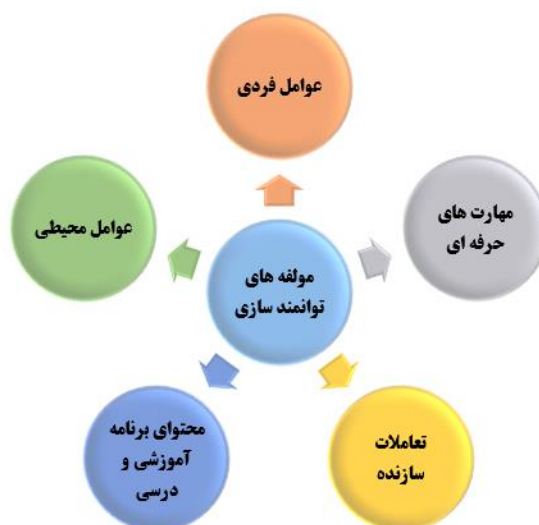 عوامل فردی
مهارت های
حرفه ای
تعاملات
سازنده
محتوای برنامه
آموزشی و
درسی
عوامل محیطی
مولفه های
توانمند سازی